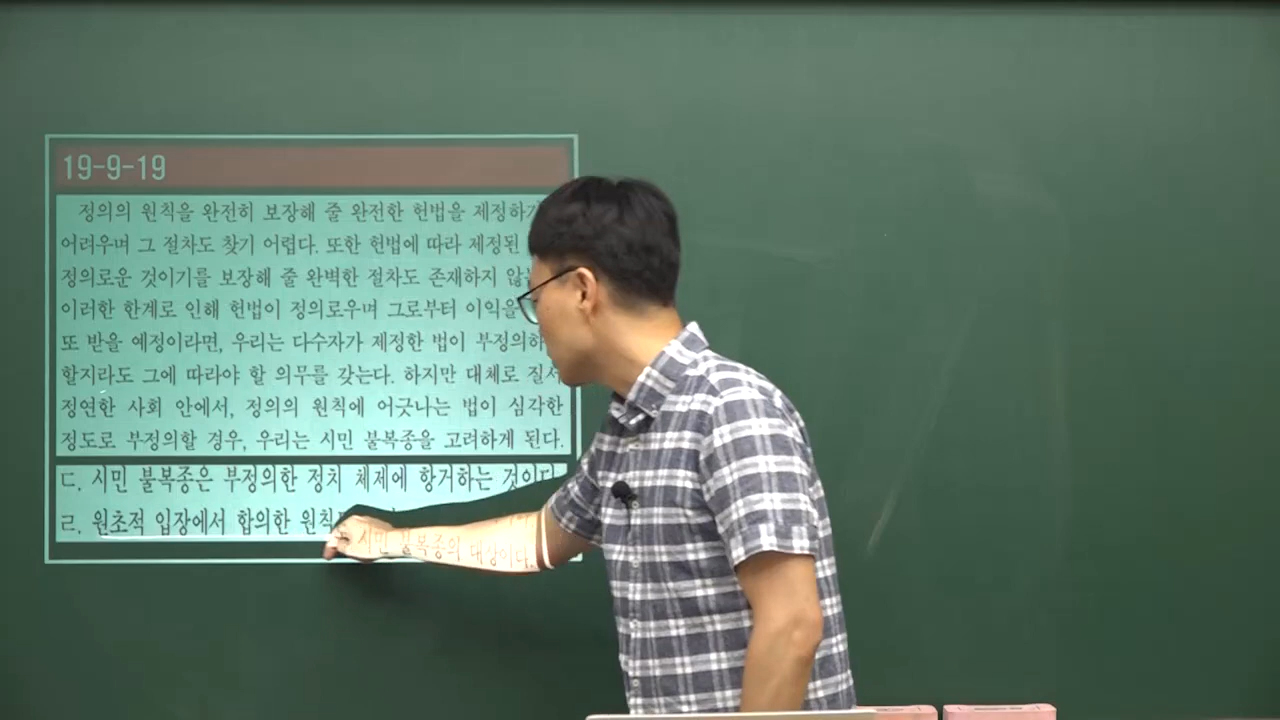 19-9-19
정의의 원칙을 완전히 보장해 줄 완전한 헌법을 제정하기
어려우며 그 절차도 찾기 어렵다. 또한 헌법에 따라 제정된
정의로운 것이기를 보장해 줄 완벽한 절차도 존재하지
이러한 한계로 인해 헌법이 정의로우며 그로부터 이익을
또 받을 예정이라면, 우리는 다수자가 제정한 법이
할지라도 그에 따라야 할 의무를 갖는다. 하지만 대체로 질서
정연한 사회 안에서, 정의의 원칙에 어긋나는 법이 심각한
정도로 부정의할 경우, 우리는 시민 불복종을 고려하게 된다.
ㄷ. 시민 불복종은 부정의한 정치 체제에 항거하는 것이다
ㄹ. 원초적 입장에서 합의한 시민 불복종의 대상이다.